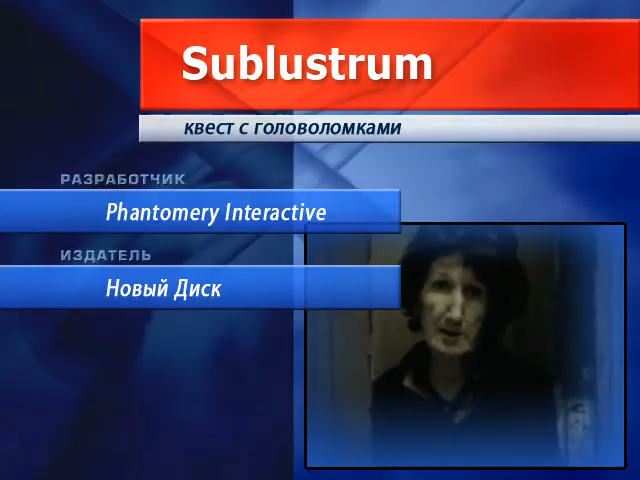 Sublustrum
квест с головоломками
РАЗРАБОТЧИК
Phantomery Interactive
ИЗДАТЕЛЬ
Новый Диск